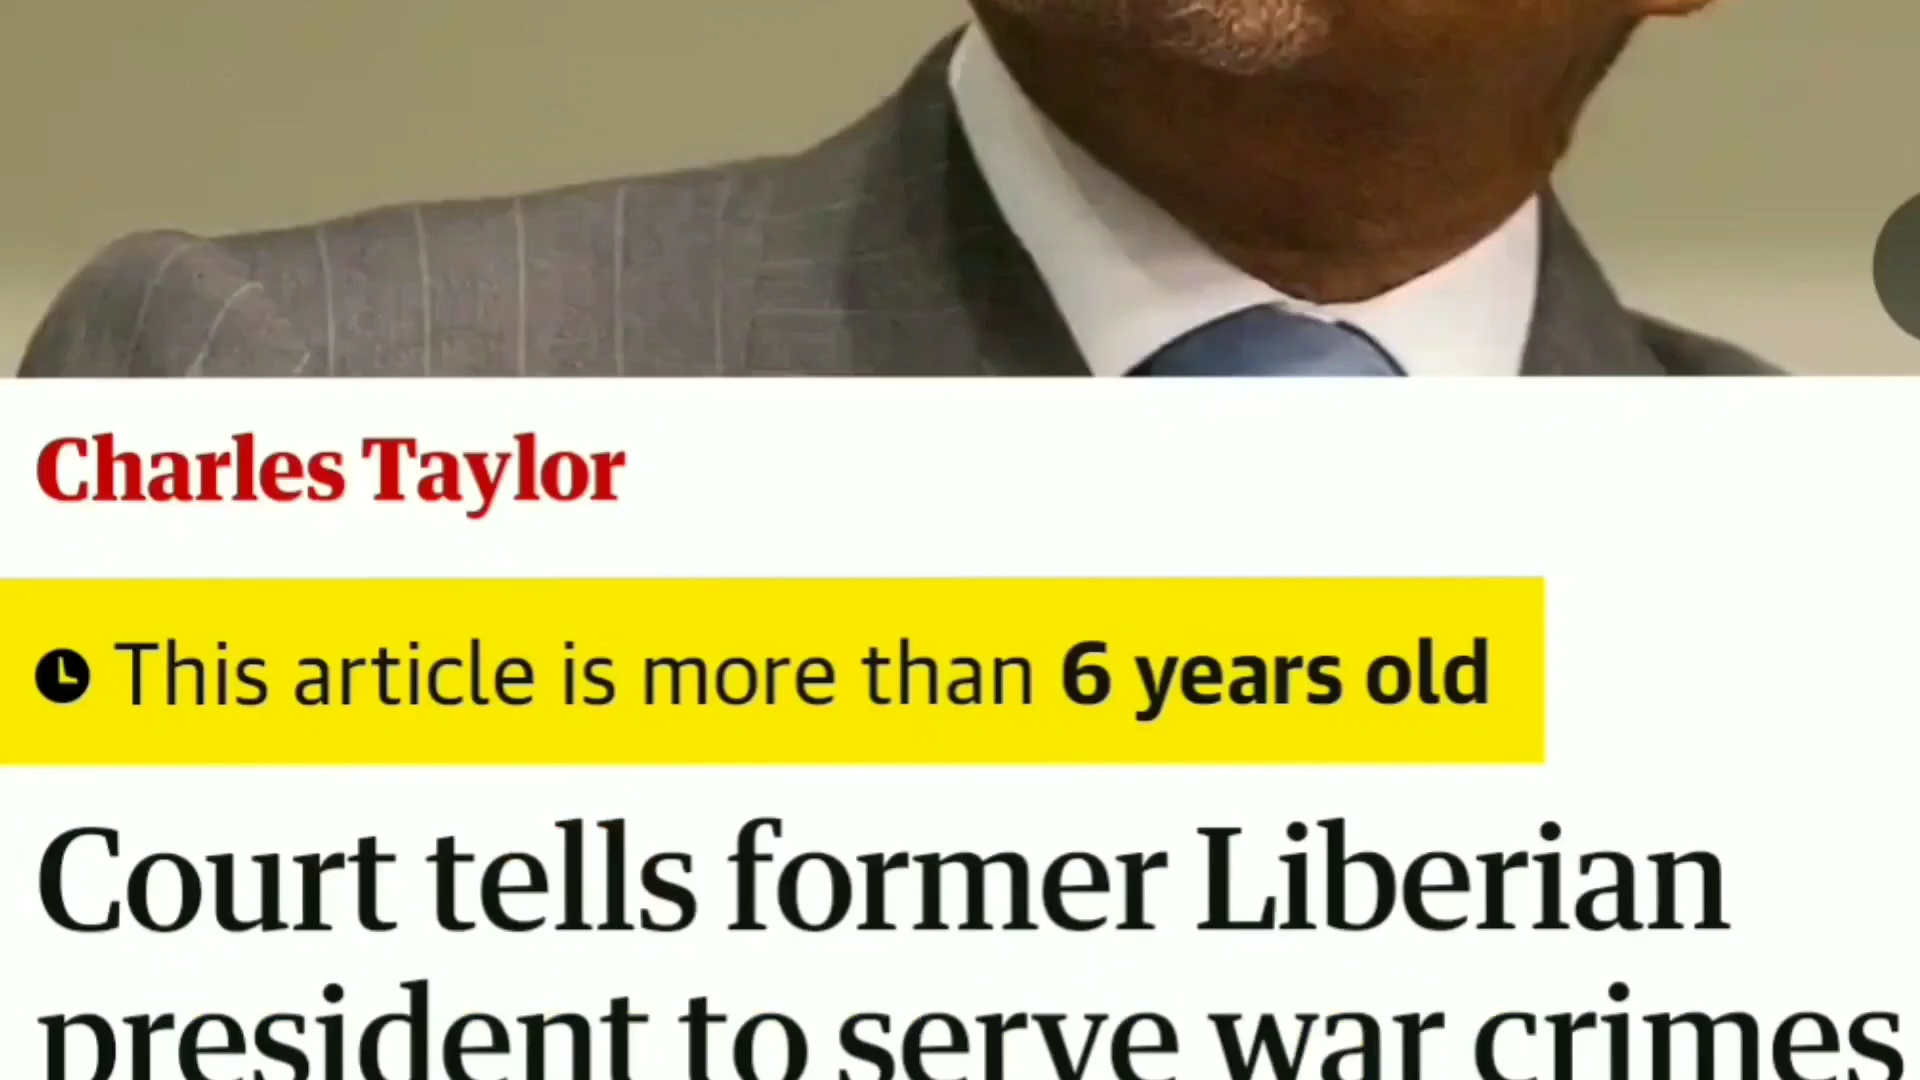 Charles Taylor
This article is more than 6 years old
Court tells former Liberian
president to serve war crimes